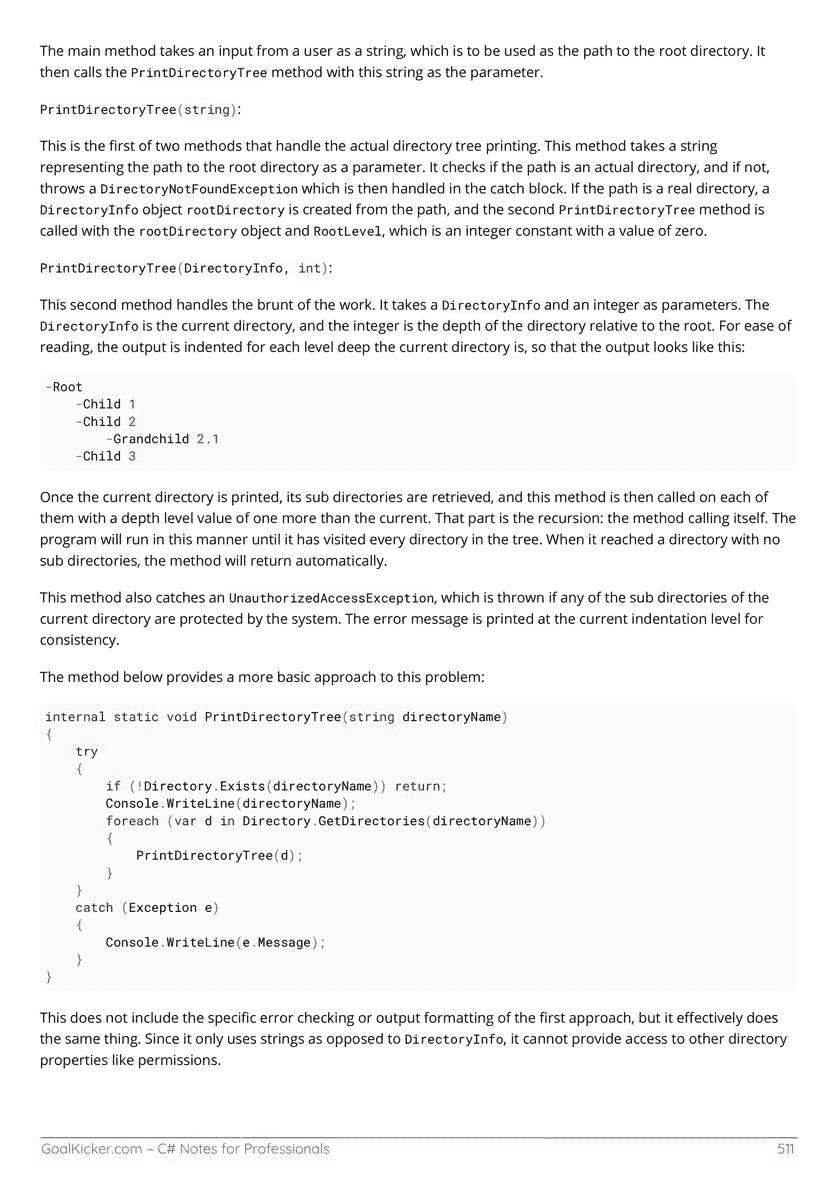 The main method takes an input from a user as a string, which is to be used as the path to the root directory. It
then calls the PrintDirectoryTree method with this string as the parameter.
PrintDirectoryTree(string):
This is the first of two methods that handle the actual directory tree printing. This method takes a string
representing the path to the root directory as a parameter. It checks if the path is an actual directory, and if not,
throws a DirectoryNotFoundException which is then handled in the catch block. If the path is a real directory, a
DirectoryInfo object rootDirectory is created from the path, and the second PrintDirectoryTree method is
called with the rootDirectory object and RootLevel, which is an integer constant with a value of zero.
PrintDirectoryTree(DirectoryInfo, int):
This second method handles the brunt of the work. It takes a DirectoryInfo and an integer as parameters. The
DirectoryInfo is the current directory, and the integer is the depth of the directory relative to the root. For ease of
reading, the output is indented for each level deep the current directory is, so that the output looks like this:
-Root
    -Child 1
    -Child 2
        -Grandchild 2.1
    -Child 3
Once the current directory is printed, its sub directories are retrieved, and this method is then called on each of
them with a depth level value of one more than the current. That part is the recursion: the method calling itself. The
program will run in this manner until it has visited every directory in the tree. When it reached a directory with no
sub directories, the method will return automatically.
This method also catches an UnauthorizedAccessException, which is thrown if any of the sub directories of the
current directory are protected by the system. The error message is printed at the current indentation level for
consistency.
The method below provides a more basic approach to this problem:
internal static void PrintDirectoryTree(string directoryName)
{
    try
    {
        if (!Directory.Exists(directoryName)) return;
        Console.WriteLine(directoryName);
        foreach (var d in Directory.GetDirectories(directoryName))
        {
            PrintDirectoryTree(d);
        }
    }
    catch (Exception e)
    {
        Console.WriteLine(e.Message);
    }
}
This does not include the specific error checking or output formatting of the first approach, but it effectively does
the same thing. Since it only uses strings as opposed to DirectoryInfo, it cannot provide access to other directory
properties like permissions.
GoalKicker.com – C# Notes for Professionals
511